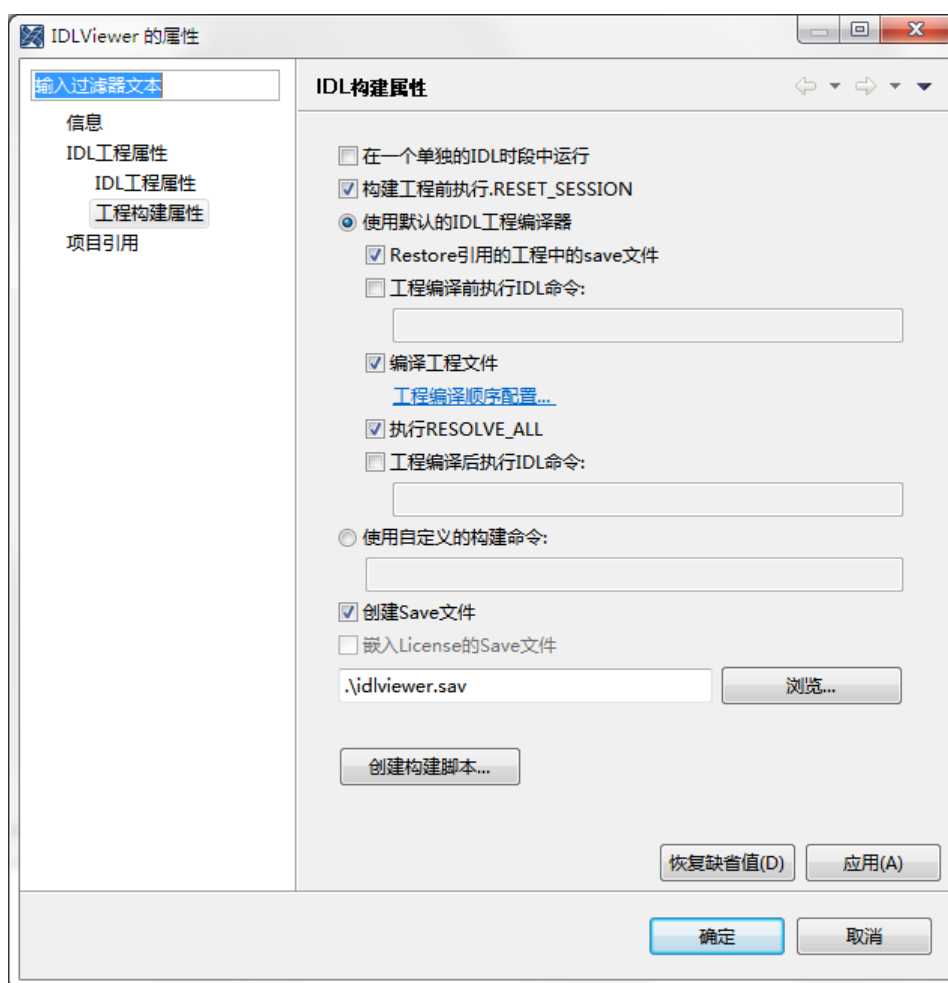 IDLViewer 的属性
输入过滤器文本
信息
IDL工程属性
IDL工程属性
工程构建属性
项目引用
IDL构建属性
在一个单独的IDL时段中运行
构建工程前执行.RESET_SESSION
使用默认的IDL工程编译器
Restore引用的工程中的save文件
工程编译前执行IDL命令:
编译工程文件
工程编译顺序配置...
执行RESOLVE_ALL
工程编译后执行IDL命令:
使用自定义的构建命令:
创建Save文件
嵌入License的Save文件
.\idlviewer.sav
浏览...
创建构建脚本...
恢复缺省值(D)
应用(A)
确定
取消